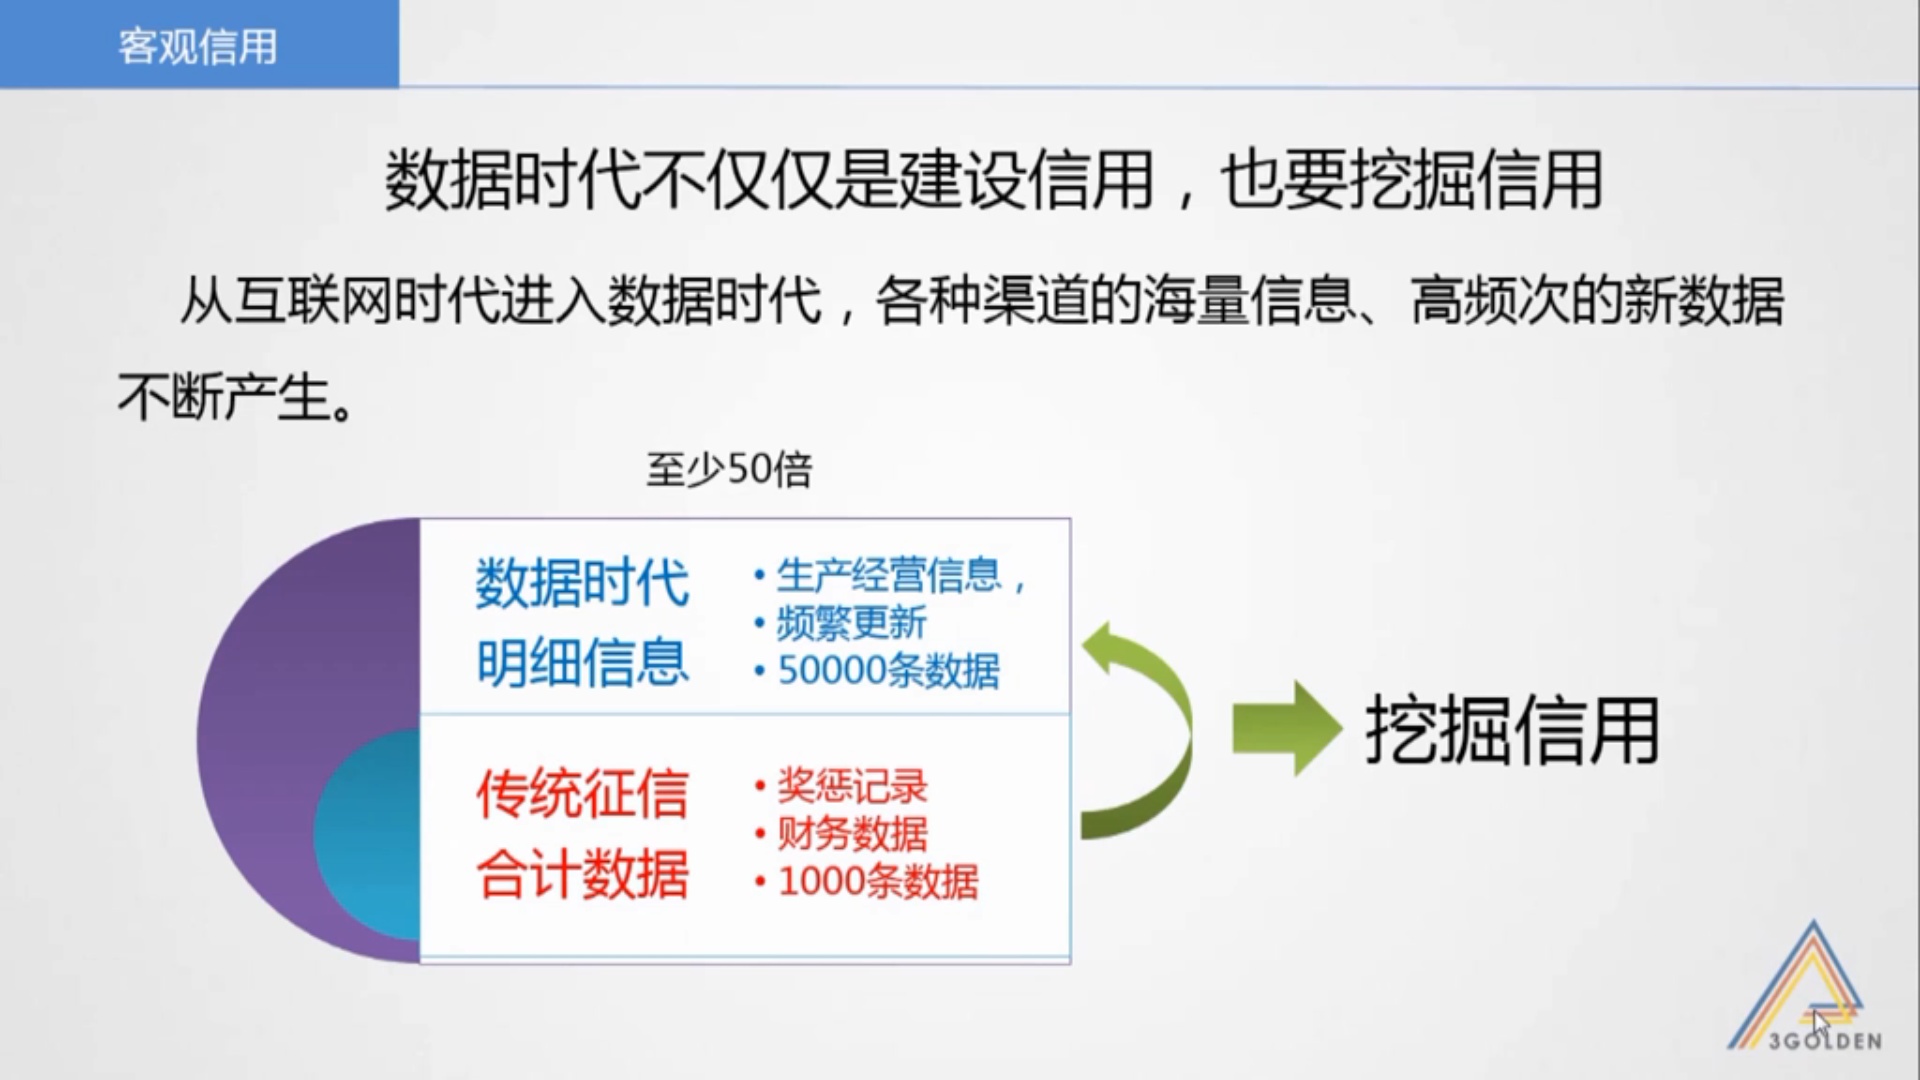 客观信用
数据时代不仅仅是建设信用，也要挖掘信用
从互联网时代进入数据时代，各种渠道的海量信息、高频次的新数据
不断产生。
至少50倍
数据时代
明细信息
• 生产经营信息，
• 频繁更新
• 50000条数据
传统征信
合计数据
• 奖惩记录
• 财务数据
• 1000条数据
挖掘信用
3GOLDEN